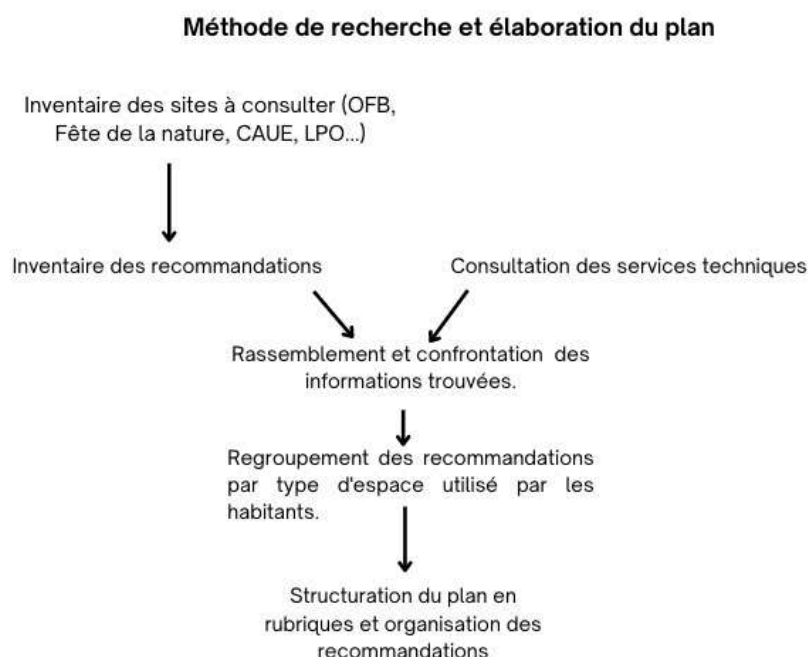 Méthode de recherche et élaboration du plan
Inventaire des sites à consulter (OFB,
Fête de la nature, CAUE, LPO...)
Inventaire des recommandations
Consultation des services techniques
Rassemblement et confrontation des
informations trouvées.
Regroupement des recommandations
par type d'espace utilisé par les
habitants.
Structuration du plan en
rubriques et organisation des
recommandations